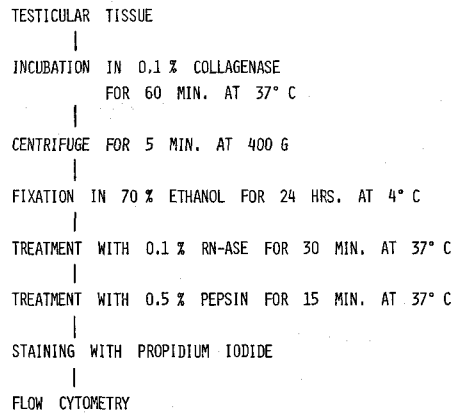 TESTICULAR TISSUE
INCUBATION IN 0.1 % COLLAGENASE
FOR 60 MIN. AT 37° C
CENTRIFUGE FOR 5 MIN. AT 400 G
FIXATION IN 70 % ETHANOL FOR 24 HRS. AT 4° C
TREATMENT WITH 0.1 % RN-ASE FOR 30 MIN. AT 37° C
TREATMENT WITH 0.5 % PEPSIN FOR 15 MIN. AT 37° C
STAINING WITH PROPIDIUM IODIDE
FLOW CYTOMETRY